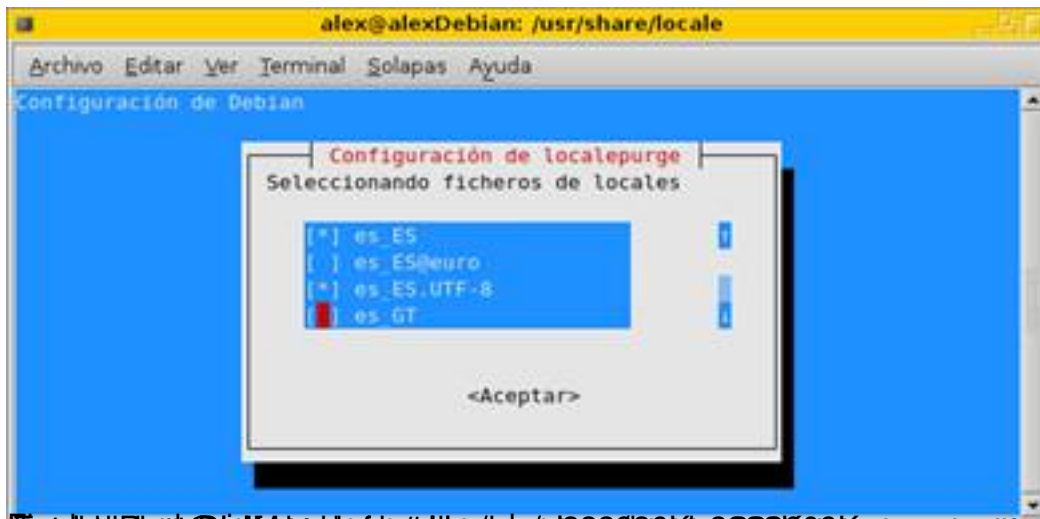 alex@alexDebian: /usr/share/locale
Archivo Editar Ver Terminal Solapas Ayuda
Configuración de Debian
Configuración de localepurge
Seleccionando ficheros de locales
[*] es_ES
[ ] es_ES@euro
[*] es_ES.UTF-8
[ ] es_GT
<Aceptar>